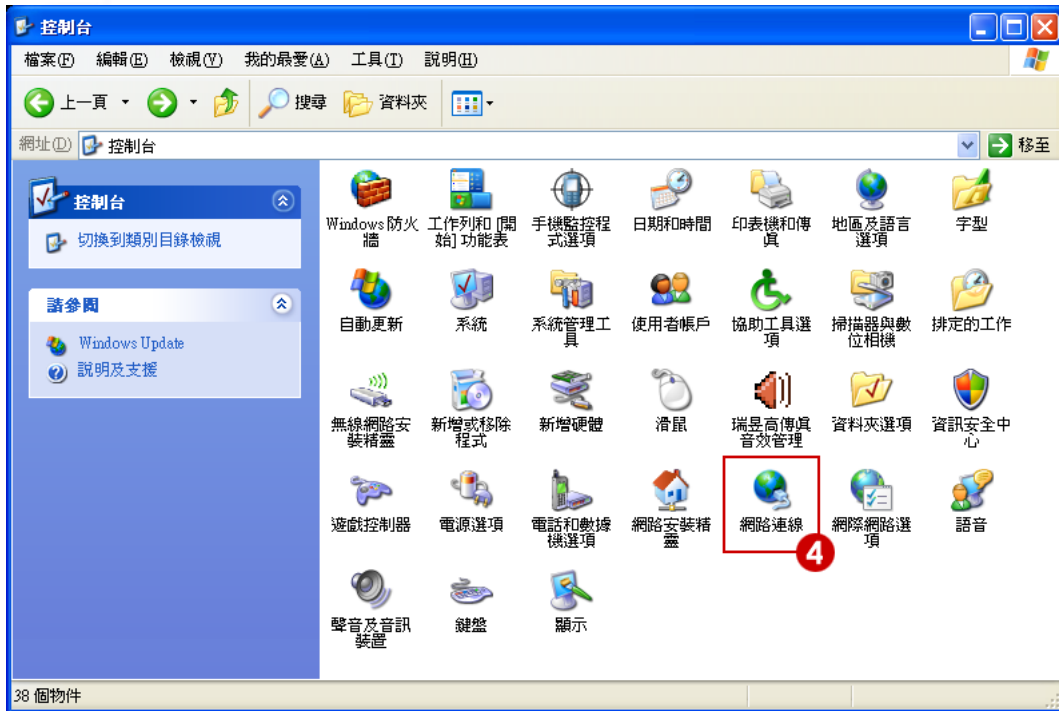 控制台
檔案(F) 編輯(E) 檢視(V) 我的最愛(A) 工具(I) 說明(H)
上一頁 搜尋 資料夾
網址(D) 控制台 移至
控制台
切換到類別目錄檢視
請參閱
Windows Update
說明及支援
Windows 防火牆
工作列和 [開始] 功能表
手機監控程式選項
日期和時間
印表機和傳真
地區及語言選項
字型
自動更新
系統
系統管理工具
使用者帳戶
協助工具選項
掃描器與數位相機
排定的工作
無線網路安裝精靈
新增或移除程式
新增硬體
滑鼠
瑞昱高傳真音效管理
資料夾選項
資訊安全中心
遊戲控制器
電源選項
電話和數據機選項
網路安裝精靈
網路連線
4
網際網路選項
語音
聲音及音訊裝置
鍵盤
顯示
38 個物件